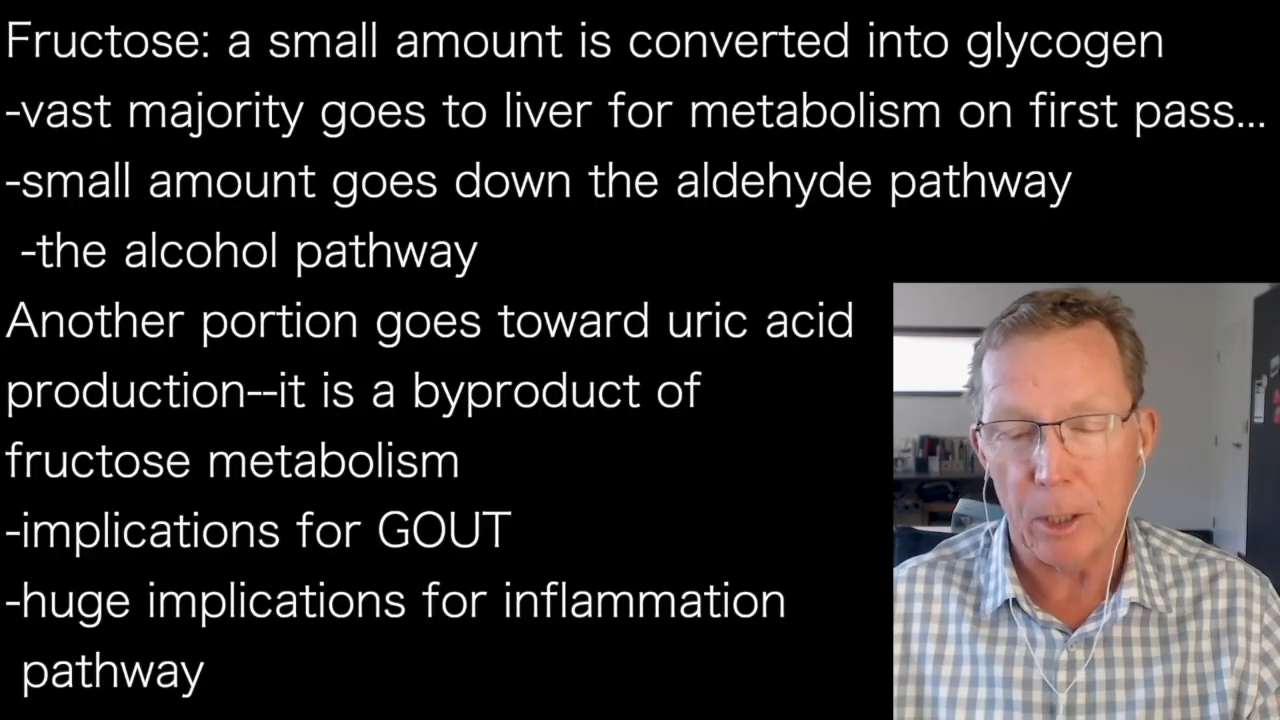 Fructose: a small amount is converted into glycogen
-vast majority goes to liver for metabolism on first pass...
-small amount goes down the aldehyde pathway
-the alcohol pathway
Another portion goes toward uric acid
production--it is a byproduct of
fructose metabolism
-implications for GOUT
-huge implications for inflammation
pathway